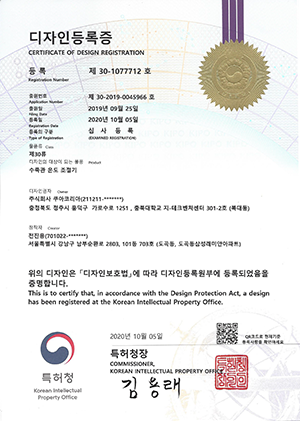 디자인등록증
CERTIFICATE OF DESIGN REGISTRATION
등록 제 30-1077712 호
Registration Number
출원번호 제 30-2019-0045966 호
Application Number
출원일 2019년 09월 25일
Filing Date
등록일 2020년 10월 05일
Registration Date
등록의 구분 심사등록
Type of Registration (EXAMINED REGISTRATION)
물품류 Class
제30류
디자인의 대상이 되는 물품 Product
수족관 온도 조절기
디자인권자 Owner
주식회사 쿠아코리아(211211-*******)
충청북도 청주시 흥덕구 가로수로 1251, 충북대학교 지-테크벤처센터 301-2호 (복대동)
창작자 Creator
천진용(701022-*******)
서울특별시 강남구 남부순환로 2803, 101동 703호 (도곡동, 도곡동삼성래미안아파트)
위의 디자인은 「디자인보호법」에 따라 디자인등록원부에 등록되었음을
증명합니다.
This is to certify that, in accordance with the Design Protection Act, a design
has been registered at the Korean Intellectual Property Office.
2020년 10월 05일
QR코드로 현재기준
등록사항을 확인하세요
특허청
Korean Intellectual
Property Office
특허청장
COMMISSIONER,
KOREAN INTELLECTUAL PROPERTY OFFICE
김용래